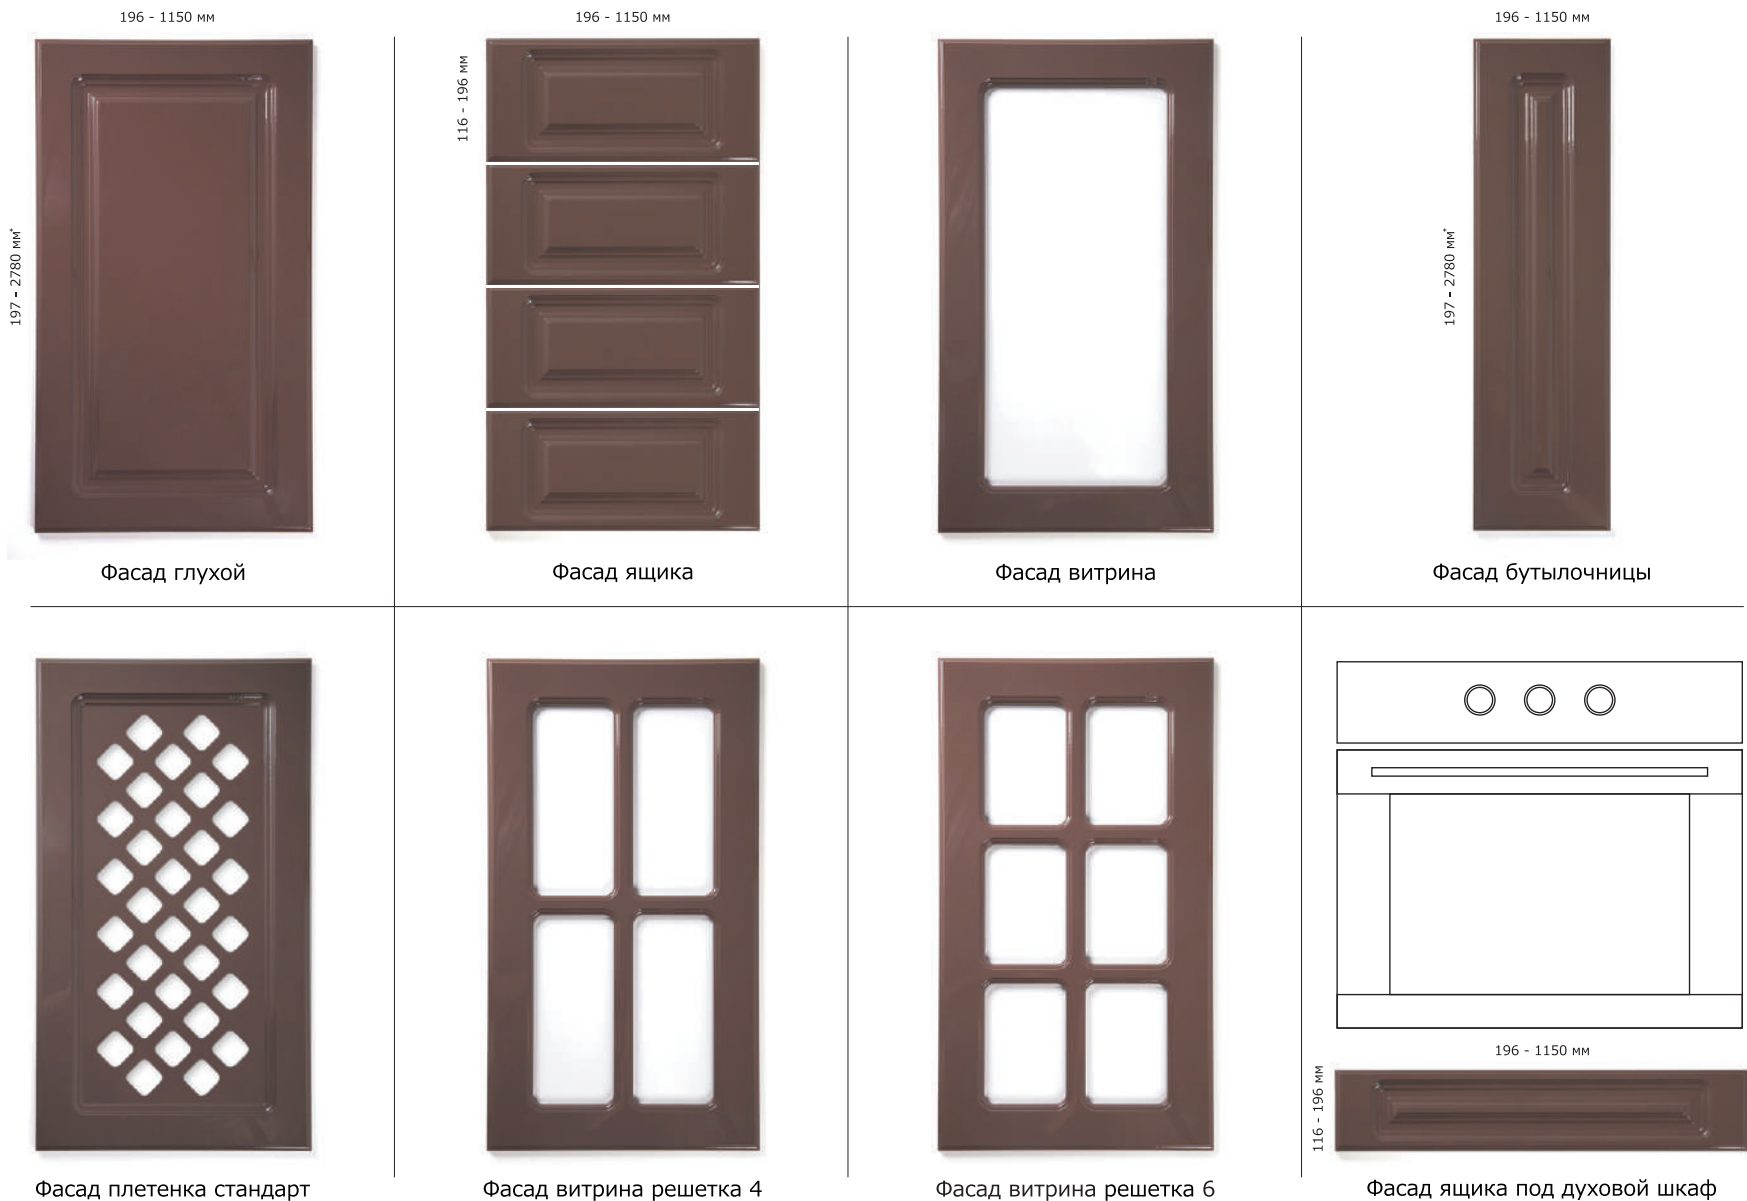 196 - 1150 мм
196 - 1150 мм
196 - 1150 мм
197 - 2780 мм*
116 - 196 мм
197 - 2780 мм*
Фасад глухой
Фасад ящика
Фасад витрина
Фасад бутылочницы
196 - 1150 мм
116 - 196 мм
Фасад плетенка стандарт
Фасад витрина решетка 4
Фасад витрина решетка 6
Фасад ящика под духовой шкаф